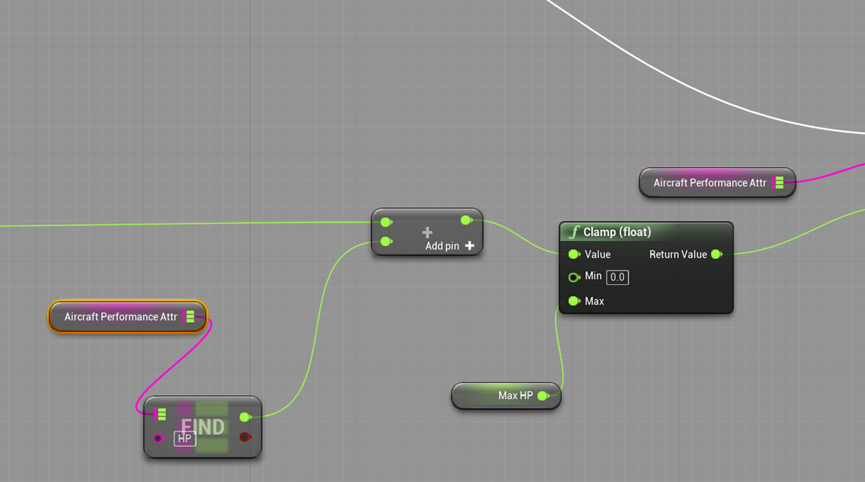 Aircraft Performance Attr
+
Add pin +
f Clamp (float)
Value Return Value
Min 0.0
Max
Aircraft Performance Attr
Max HP
FIND
HP